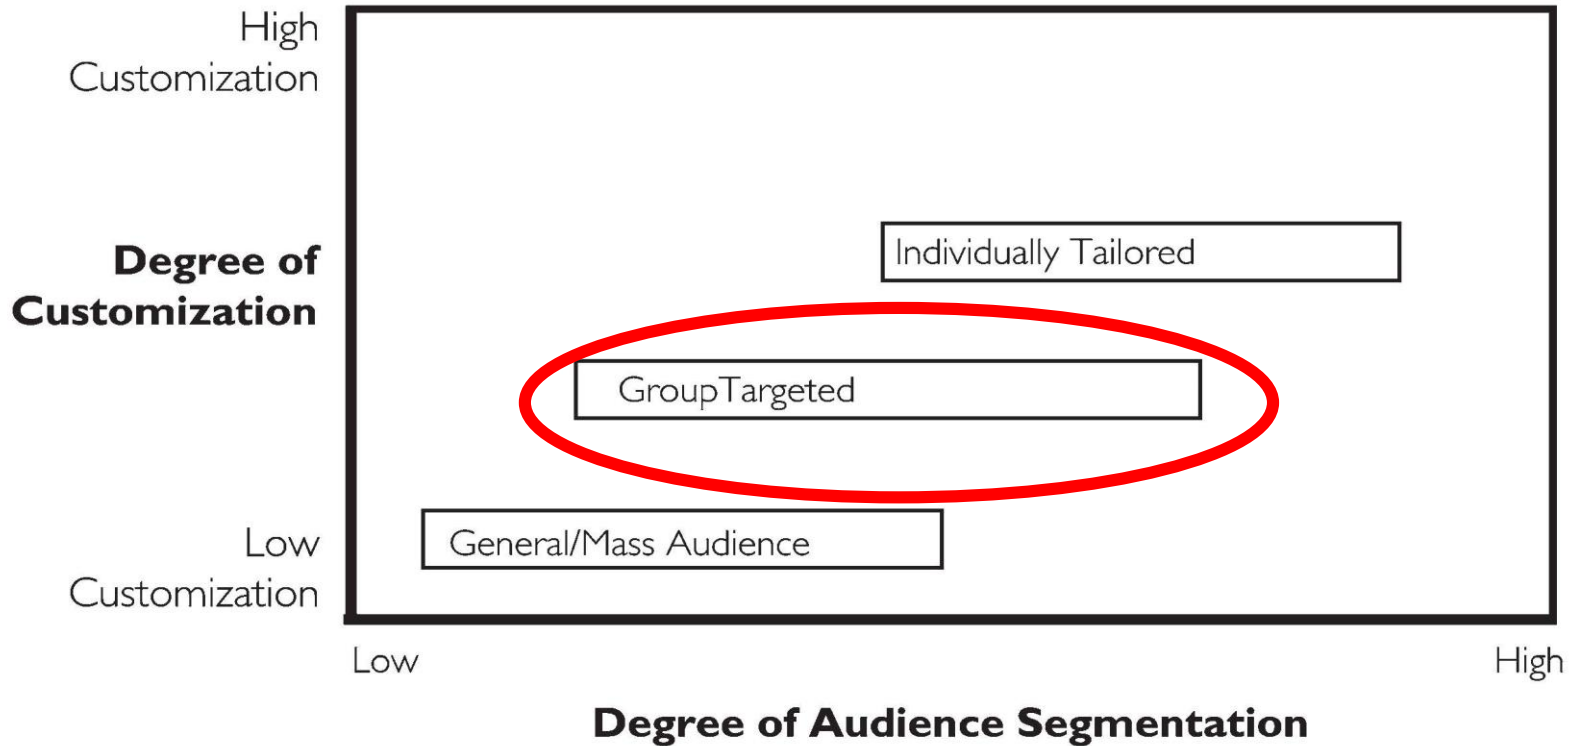 High
Customization
Individually Tailored
Degree of
Customization
GroupTargeted
General/Mass Audience
Low
Customization
Low
High
Degree of Audience Segmentation